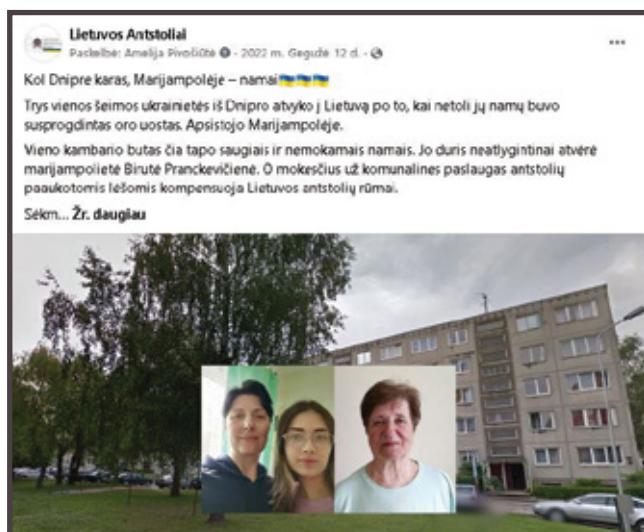 Lietuvos Antstoliai
Paskelbė: Amelija Pivočiūtė · 2022 m. Gegužė 12 d. ·
Kol Dnipre karas, Marijampolėje – namai🇺🇦🇺🇦🇺🇦
Trys vienos šeimos ukrainietės iš Dnipro atvyko į Lietuvą po to, kai netoli jų namų buvo
susprogdintas oro uostas. Apsistojo Marijampolėje.
Vieno kambario butas čia tapo saugiais ir nemokamais namais. Jo duris neatlygintinai atvėrė
marijampolietė Birutė Pranckevičienė. O mokesčius už komunalines paslaugas antstolių
paaukotomis lėšomis kompensuoja Lietuvos antstolių rūmai.
Sėkm... Žr. daugiau